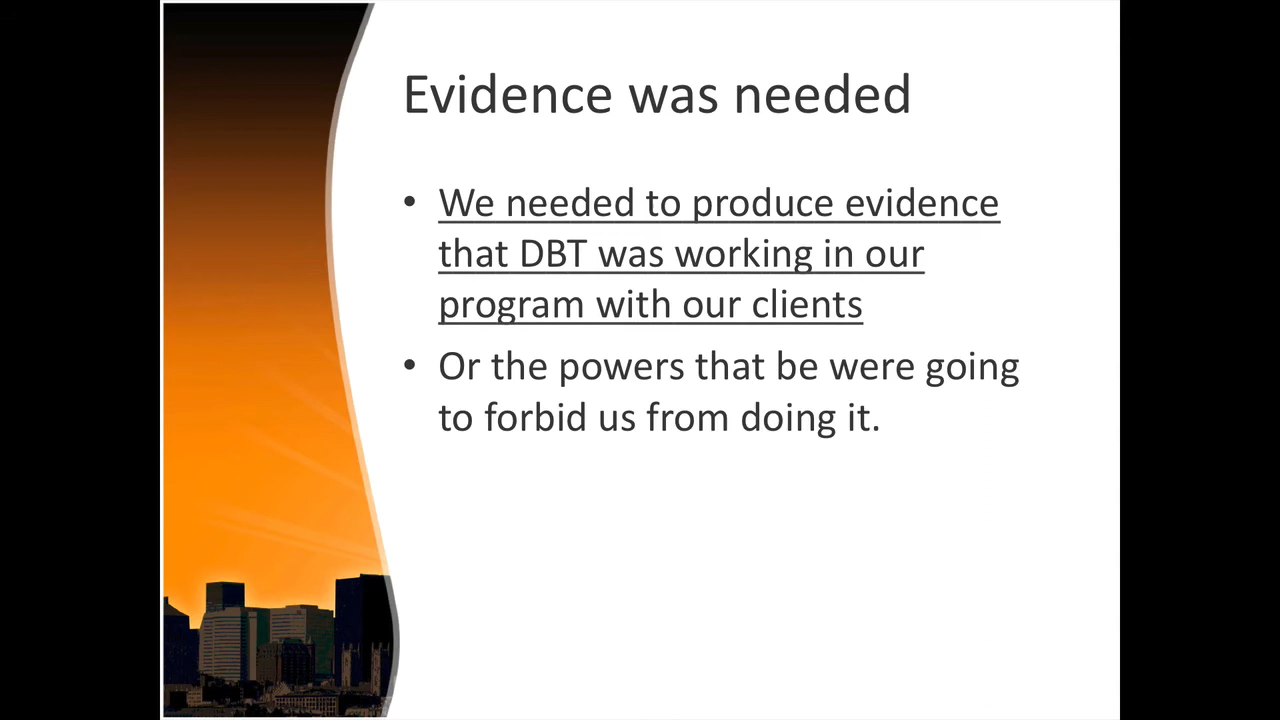 Evidence was needed
• We needed to produce evidence
that DBT was working in our
program with our clients
• Or the powers that be were going
to forbid us from doing it.